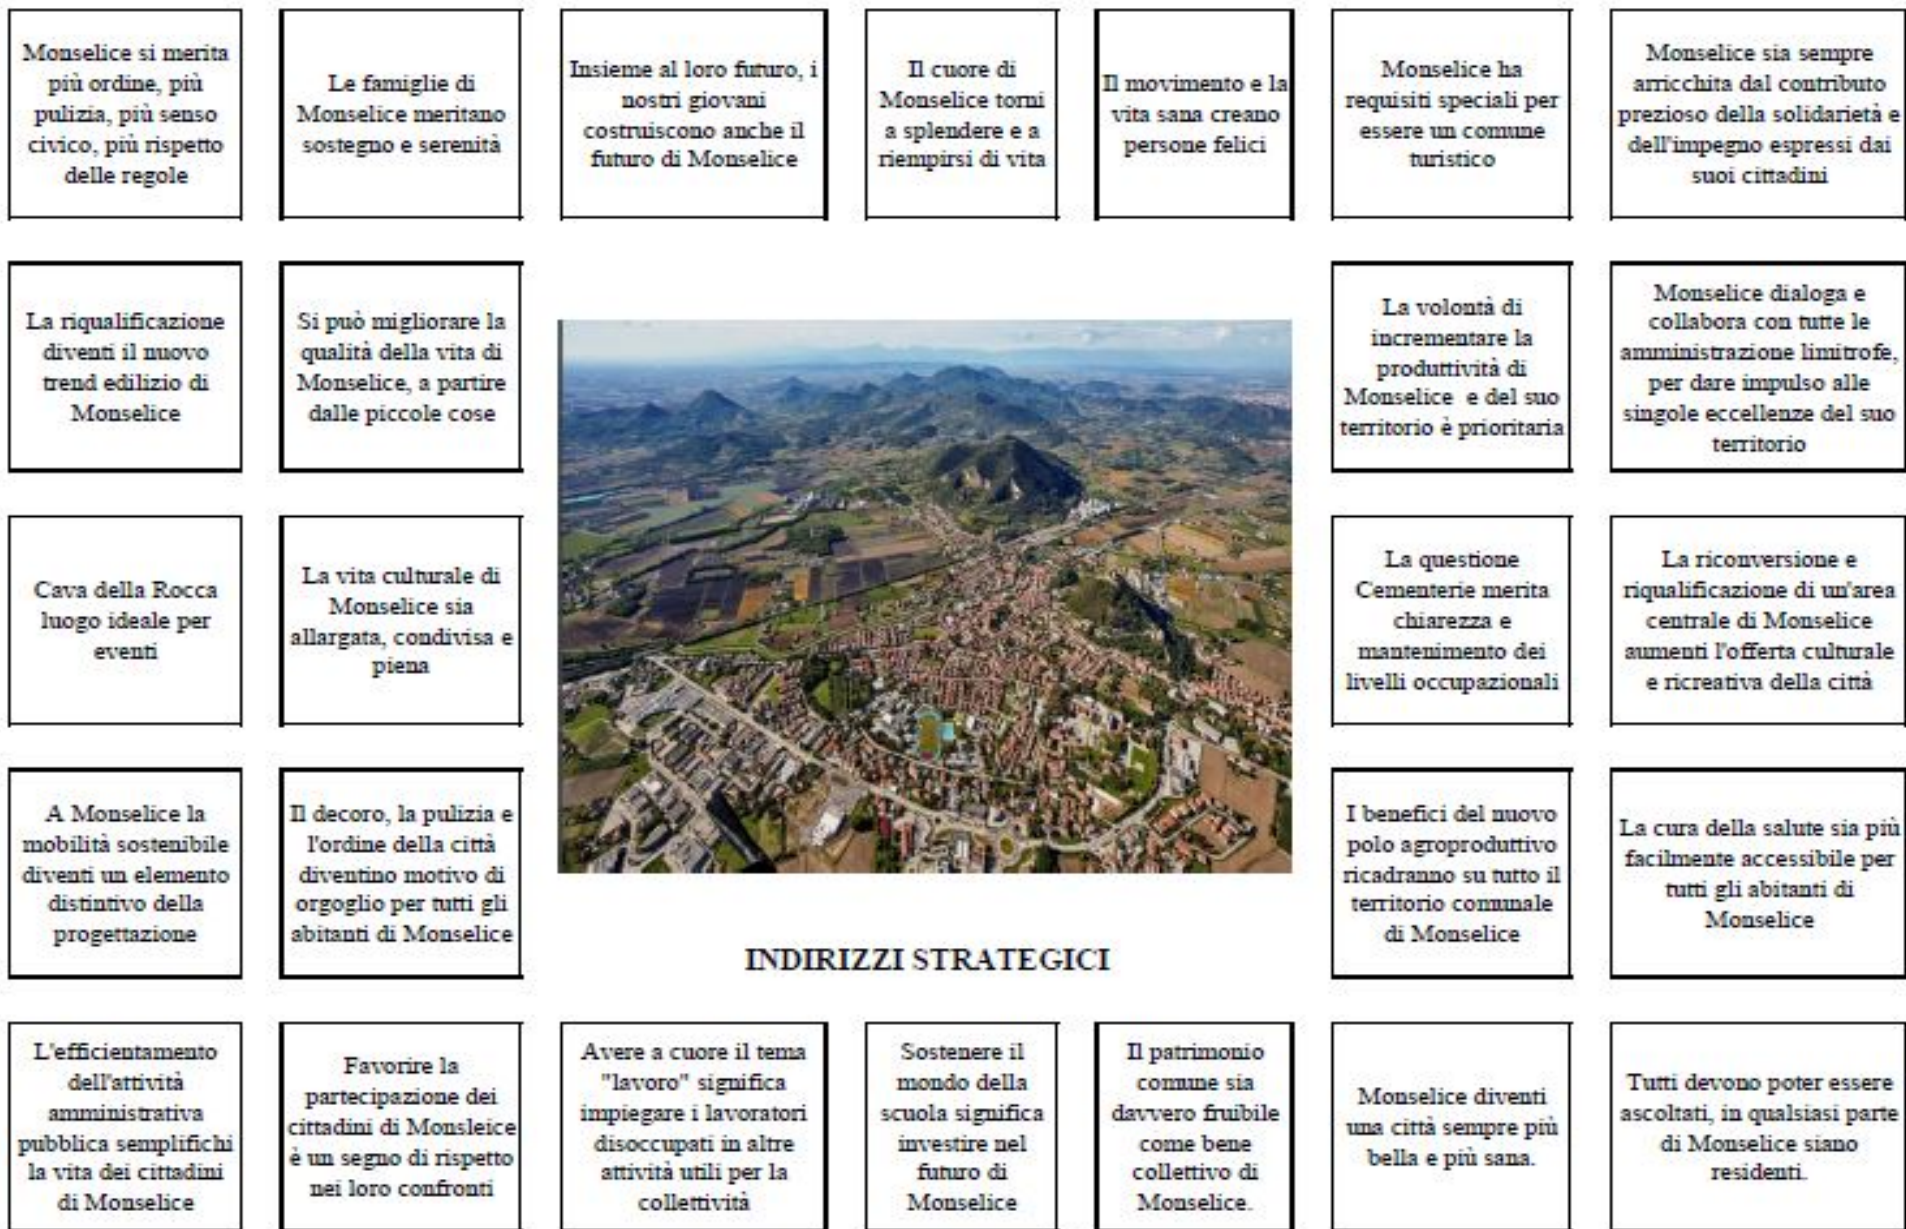 Monselice si merita
più ordine, più
pulizia, più senso
civico, più rispetto
delle regole
Le famiglie di
Monselice meritano
sostegno e serenità
Insieme al loro futuro, i
nostri giovani
costruiscono anche il
futuro di Monselice
Il cuore di
Monselice torni
a splendere e a
riempirsi di vita
Il movimento e la
vita sana creano
persone felici
Monselice ha
requisiti speciali per
essere un comune
turistico
Monselice sia sempre
arricchita dal contributo
prezioso della solidarietà e
dell'impegno espressi dai
suoi cittadini
La riqualificazione
diventi il nuovo
trend edilizio di
Monselice
Si può migliorare la
qualità della vita di
Monselice, a partire
dalle piccole cose
La volontà di
incrementare la
produttività di
Monselice e del suo
territorio è prioritaria
Monselice dialoga e
collabora con tutte le
amministrazione limitrofe,
per dare impulso alle
singole eccellenze del suo
territorio
Cava della Rocca
luogo ideale per
eventi
La vita culturale di
Monselice sia
allargata, condivisa e
piena
La questione
Cementerie merita
chiarezza e
mantenimento dei
livelli occupazionali
La riconversione e
riqualificazione di un'area
centrale di Monselice
aumenti l'offerta culturale
e ricreativa della città
A Monselice la
mobilità sostenibile
diventi un elemento
distintivo della
progettazione
Il decoro, la pulizia e
l'ordine della città
diventino motivo di
orgoglio per tutti gli
abitanti di Monselice
I benefici del nuovo
polo agroproduttivo
ricadranno su tutto il
territorio comunale
di Monselice
La cura della salute sia più
facilmente accessibile per
tutti gli abitanti di
Monselice
INDIRIZZI STRATEGICI
L'efficientamento
dell'attività
amministrativa
pubblica semplifichi
la vita dei cittadini
di Monselice
Favorire la
partecipazione dei
cittadini di Monsleice
è un segno di rispetto
nei loro confronti
Avere a cuore il tema
"lavoro" significa
impiegare i lavoratori
disoccupati in altre
attività utili per la
collettività
Sostenere il
mondo della
scuola significa
investire nel
futuro di
Monselice
Il patrimonio
comune sia
davvero fruibile
come bene
collettivo di
Monselice.
Monselice diventi
una città sempre più
bella e più sana.
Tutti devono poter essere
ascoltati, in qualsiasi parte
di Monselice siano
residenti.